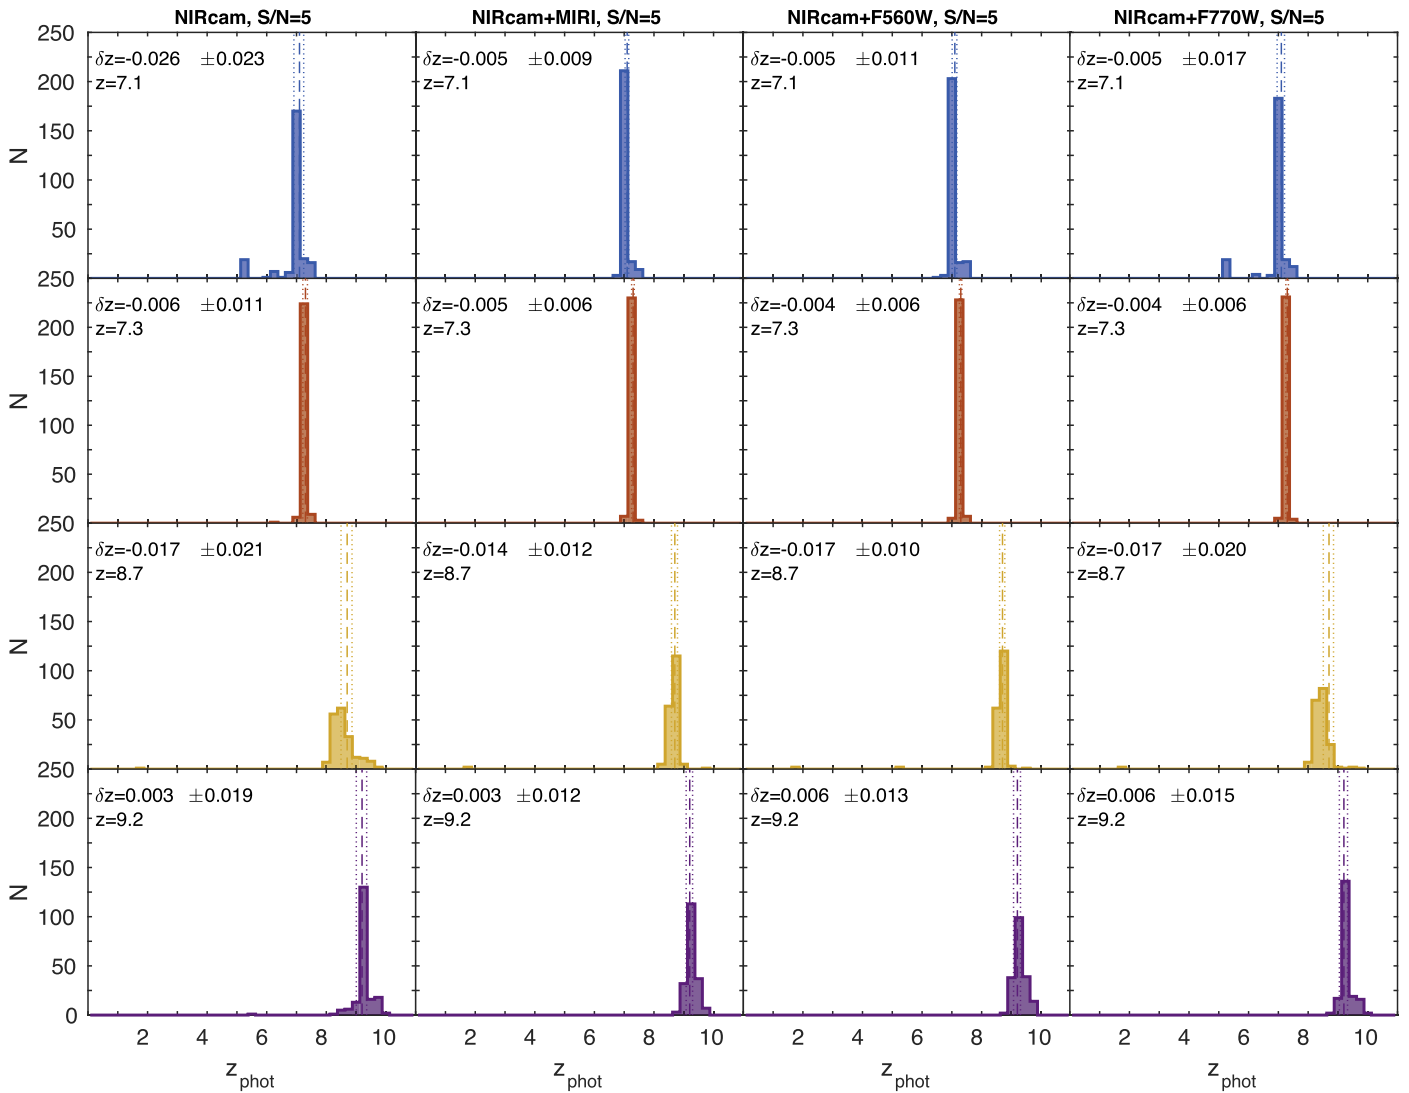 NIRcam, S/N=5 NIRcam+MIRI, S/N=5 NIRcam+F560W, S/N=5 NIRcam+F770W, S/N=5
250
δz=-0.026 ±0.023 δz=-0.005 ±0.009 δz=-0.005 ±0.011 δz=-0.005 ±0.017
200
z=7.1 z=7.1 z=7.1 z=7.1
150
N
100
50
250
δz=-0.006 ±0.011 δz=-0.005 ±0.006 δz=-0.004 ±0.006 δz=-0.004 ±0.006
200
z=7.3 z=7.3 z=7.3 z=7.3
150
N
100
50
250
δz=-0.017 ±0.021 δz=-0.014 ±0.012 δz=-0.017 ±0.010 δz=-0.017 ±0.020
200
z=8.7 z=8.7 z=8.7 z=8.7
150
N
100
50
250
δz=0.003 ±0.019 δz=0.003 ±0.012 δz=0.006 ±0.013 δz=0.006 ±0.015
200
z=9.2 z=9.2 z=9.2 z=9.2
150
N
100
50
0
2 4 6 8 10 2 4 6 8 10 2 4 6 8 10 2 4 6 8 10
z_phot z_phot z_phot z_phot